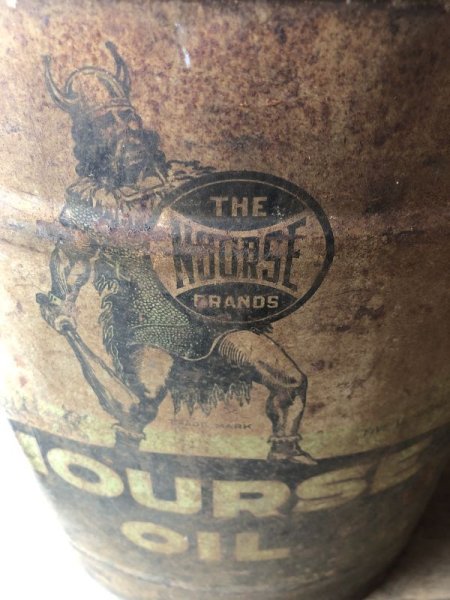 THE
NOURSE
BRANDS
TRADE MARK
NOURSE
OIL